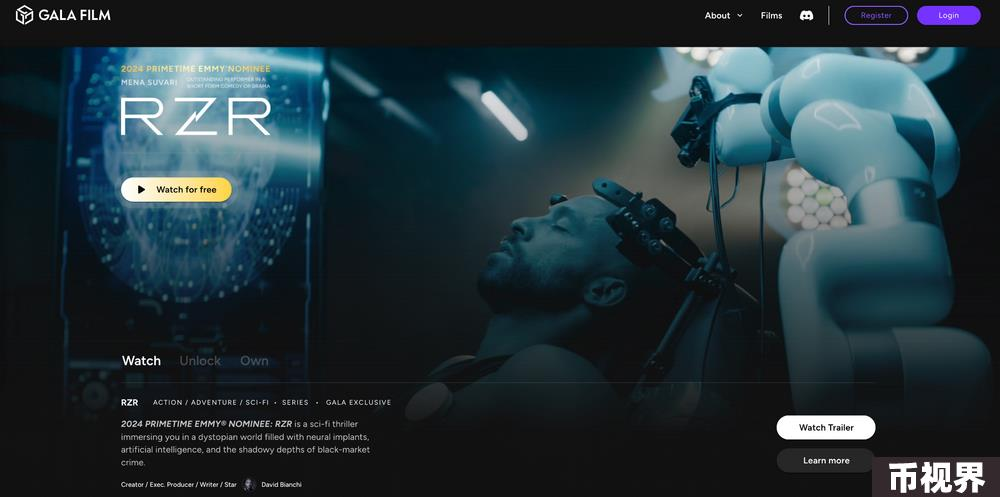 GALA FILM
About
Films
Register
Login
2024 PRIMETIME EMMY NOMINEE
MENA SUVARI
OUTSTANDING PERFORMER IN A
SHORT FORM COMEDY OR DRAMA
RZR
Watch for free
Watch
Unlock
Own
RZR
ACTION / ADVENTURE / SCI-FI • SERIES • GALA EXCLUSIVE
2024 PRIMETIME EMMY® NOMINEE: RZR is a sci-fi thriller
immersing you in a dystopian world filled with neural implants,
artificial intelligence, and the shadowy depths of black-market
crime.
Creator / Exec. Producer / Writer / Star
David Bianchi
Watch Trailer
Learn more
币视界